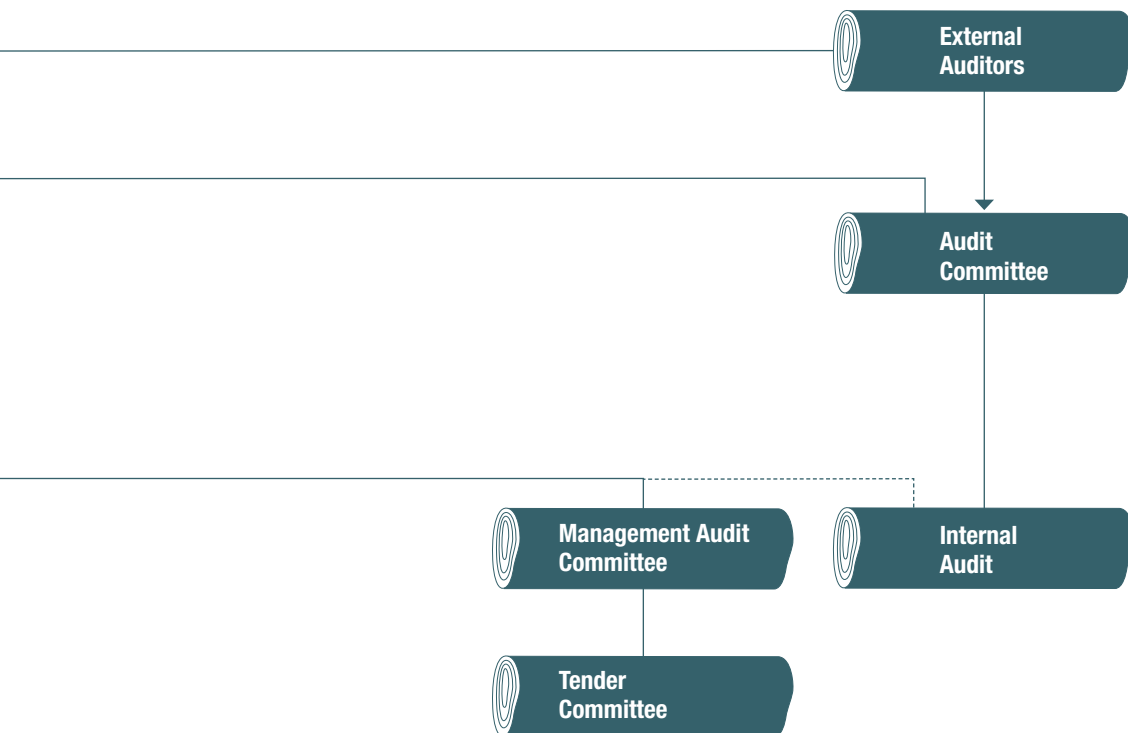 External
Auditors
Audit
Committee
Management Audit
Committee
Internal
Audit
Tender
Committee